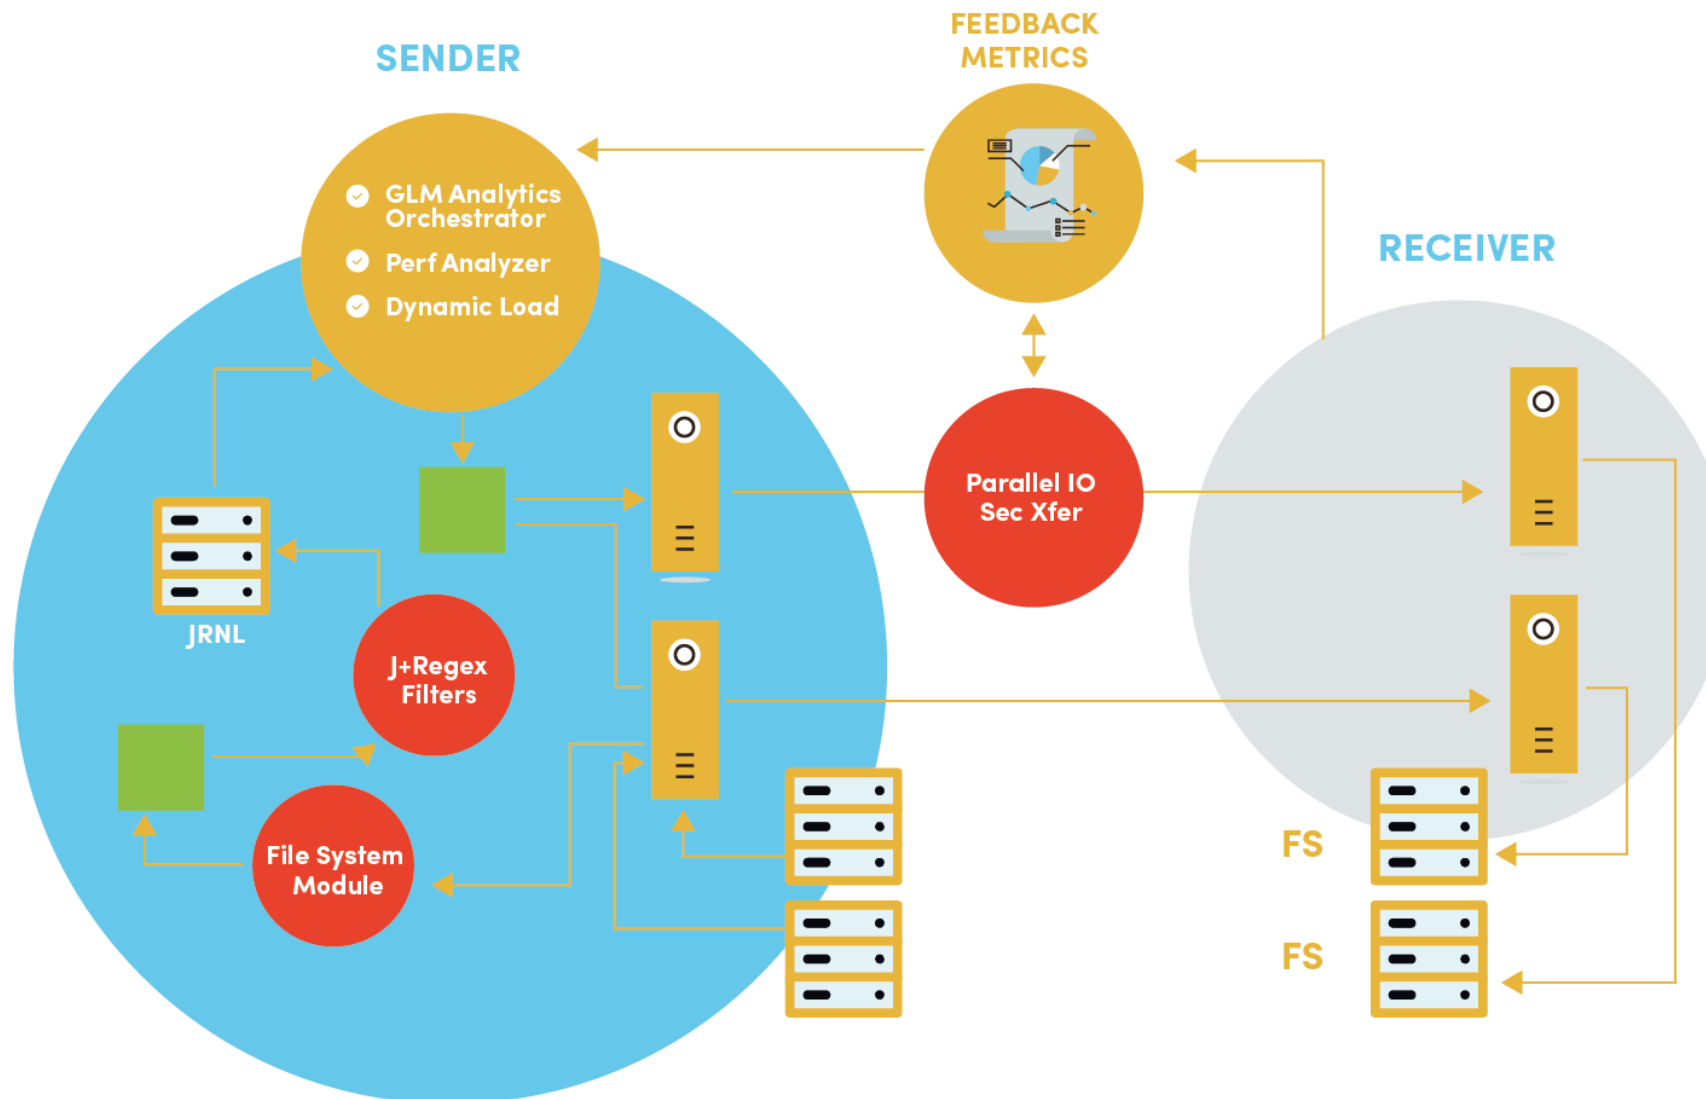 FEEDBACK
METRICS
SENDER
GLM Analytics
Orchestrator
Perf Analyzer
Dynamic Load
RECEIVER
Parallel IO
Sec Xfer
JRNL
J+Regex
Filters
File System
Module
FS
FS